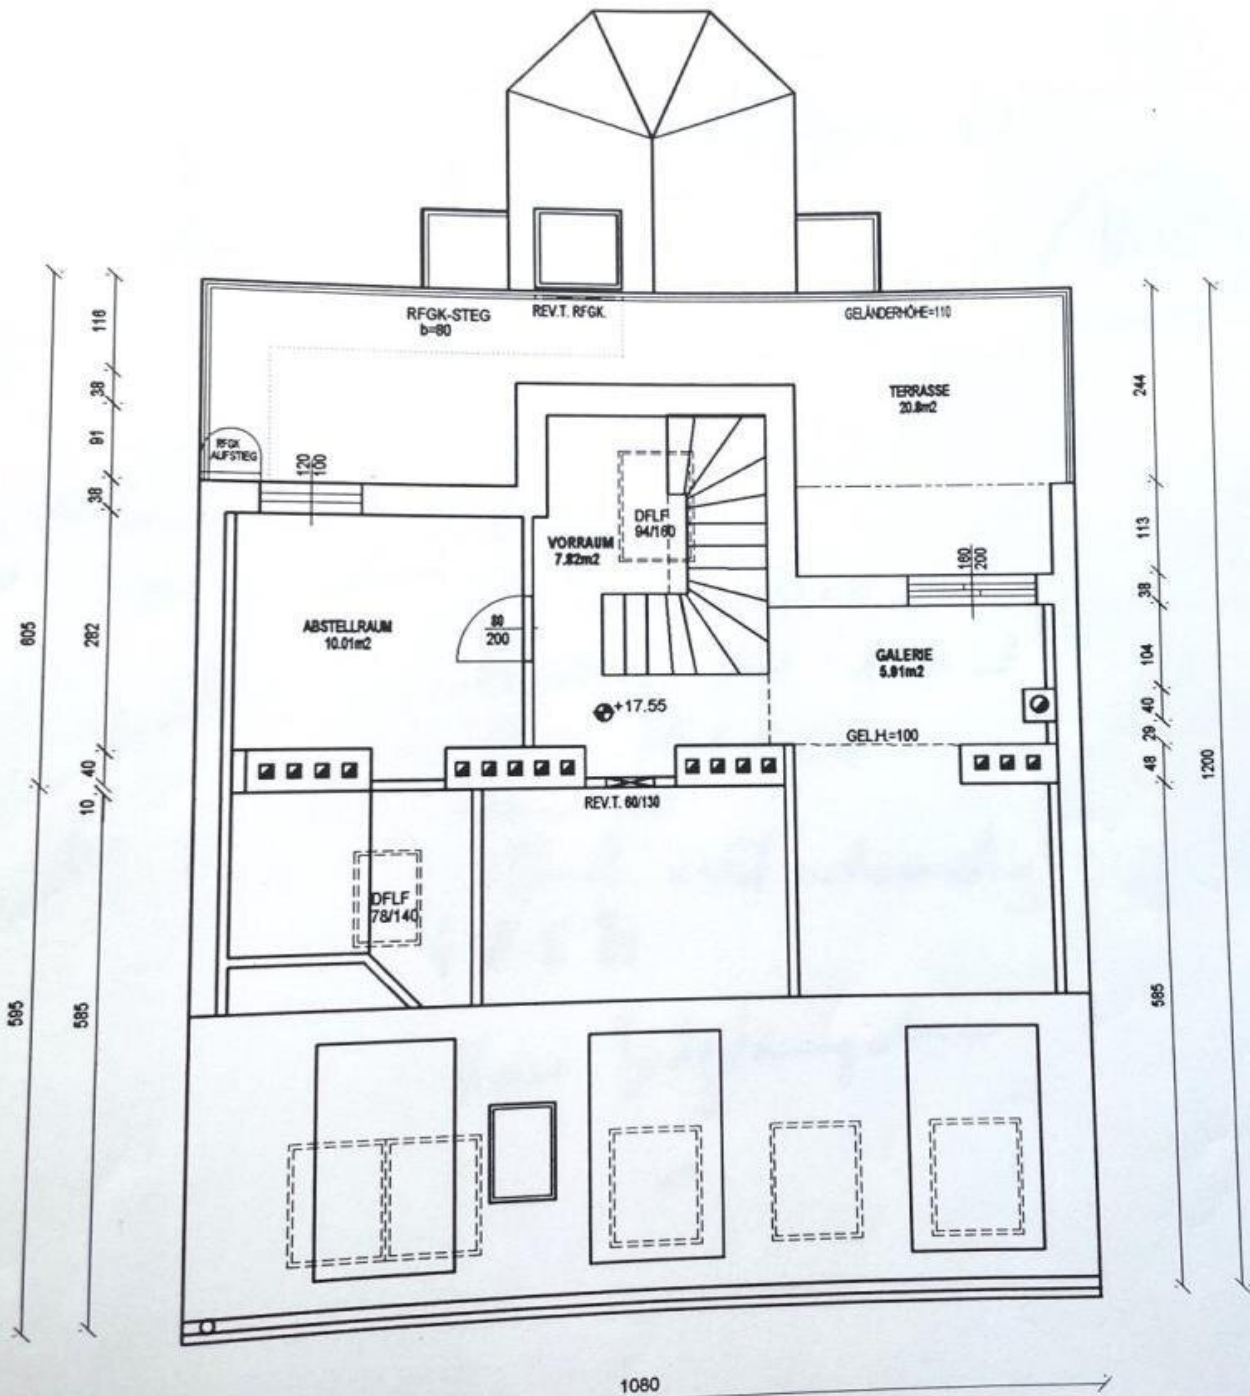 RFGK-STEG
b=80
REV.T. RFGK.
GELÄNDERHÖHE=110
116
38
91
38
282
40
10
605
595
585
TERRASSE
20.8m2
244
113
38
104
40
29
48
585
1200
RFGK
AUFSTIEG
120
100
DFLF
94/160
VORRAUM
7.82m2
160
200
ABSTELLRAUM
10.01m2
80
200
GALERIE
5.91m2
+17.55
GEL.H.=100
REV.T. 60/130
DFLF
78/140
1080